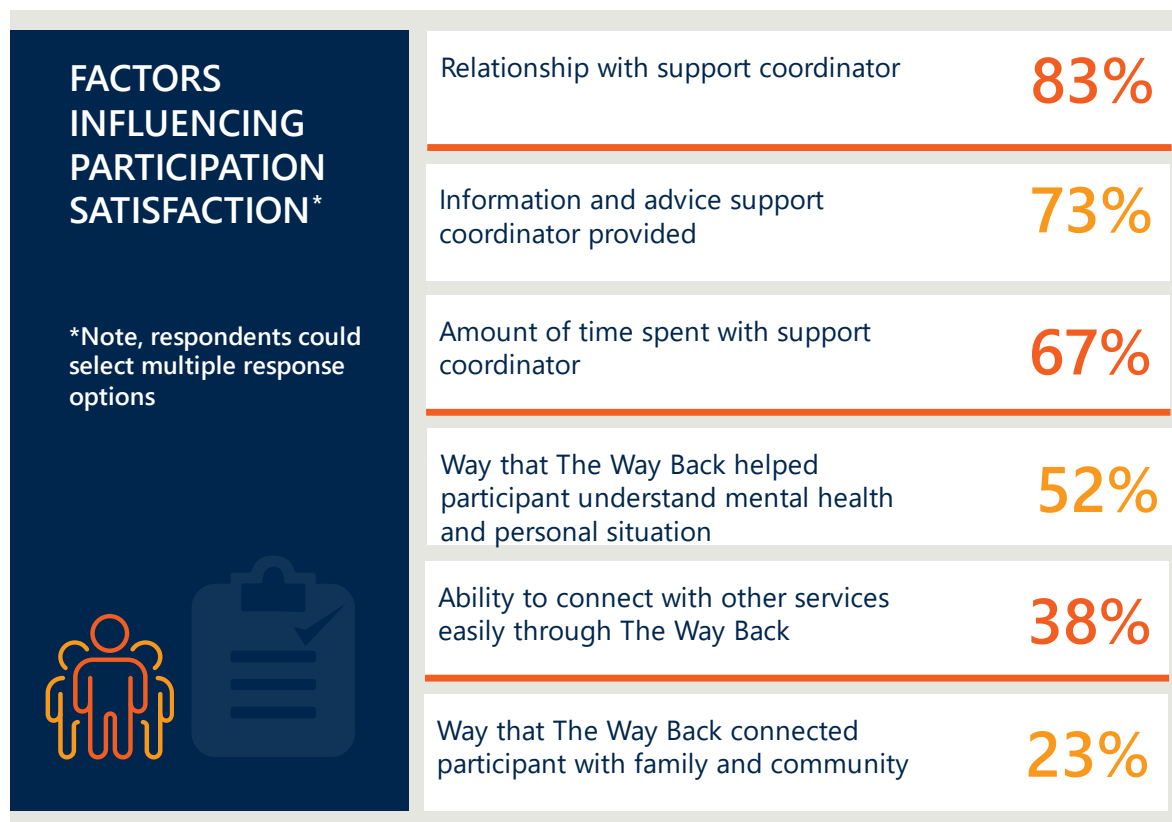 FACTORS
INFLUENCING
PARTICIPATION
SATISFACTION*
*Note, respondents could
select multiple response
options
Relationship with support coordinator
83%
Information and advice support
coordinator provided
73%
Amount of time spent with support
coordinator
67%
Way that The Way Back helped
participant understand mental health
and personal situation
52%
Ability to connect with other services
easily through The Way Back
38%
Way that The Way Back connected
participant with family and community
23%